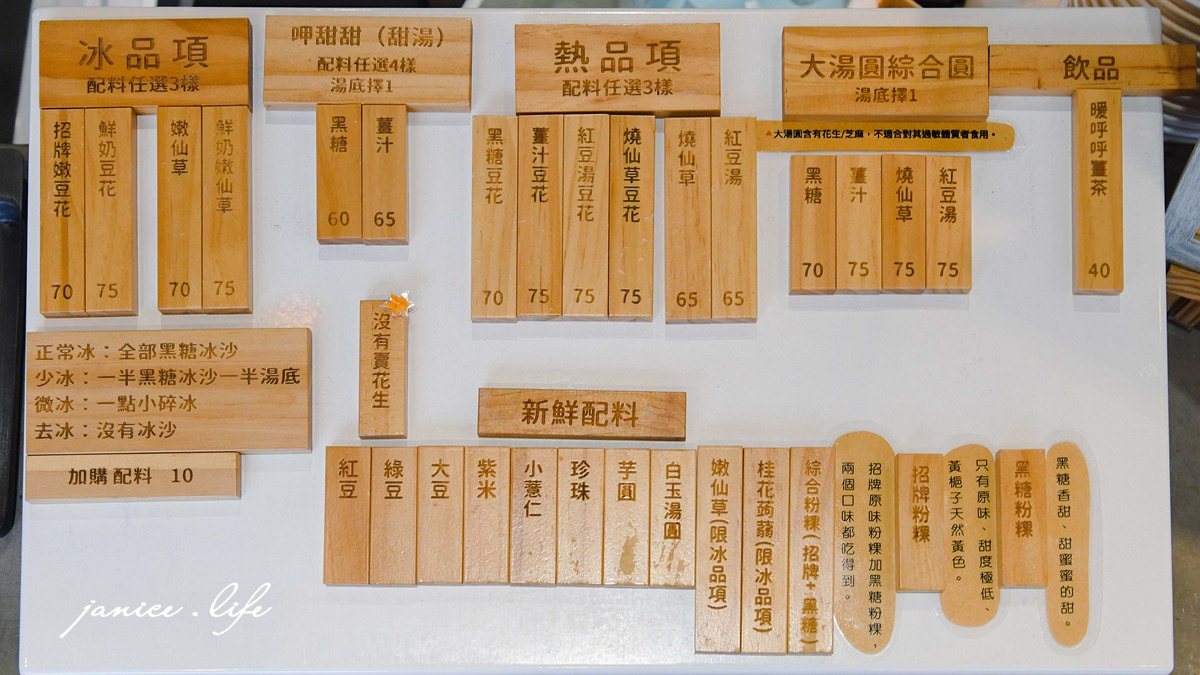 冰品項
配料任選3樣
招牌嫩豆花 70
鮮奶豆花 75
嫩仙草 70
鮮奶嫩仙草 75
呷甜甜（甜湯）
配料任選4樣
湯底擇1
黑糖 60
薑汁 65
熱品項
配料任選3樣
黑糖豆花 70
薑汁豆花 75
紅豆湯豆花 75
燒仙草豆花 75
燒仙草 65
紅豆湯 65
大湯圓綜合圓
湯底擇1
大湯圓含有花生/芝麻，不適合對其過敏體質者食用。
黑糖 70
薑汁 75
燒仙草 75
紅豆湯 75
飲品
暖呼呼薑茶 40
正常冰：全部黑糖冰沙
少冰：一半黑糖冰沙一半湯底
微冰：一點小碎冰
去冰：沒有冰沙
加購配料 10
沒有賣花生
新鮮配料
紅豆
綠豆
大豆
紫米
小薏仁
珍珠
芋圓
白玉湯圓
嫩仙草(限冰品項)
桂花蒟蒻(限冰品項)
綜合粉粿(招牌+黑糖)
招牌原味粉粿加黑糖粉粿，
兩個口味都吃得到。
招牌粉粿
只有原味、甜度極低、
黃梔子天然黃色。
黑糖粉粿
黑糖香甜、甜蜜蜜的甜。
janice.life